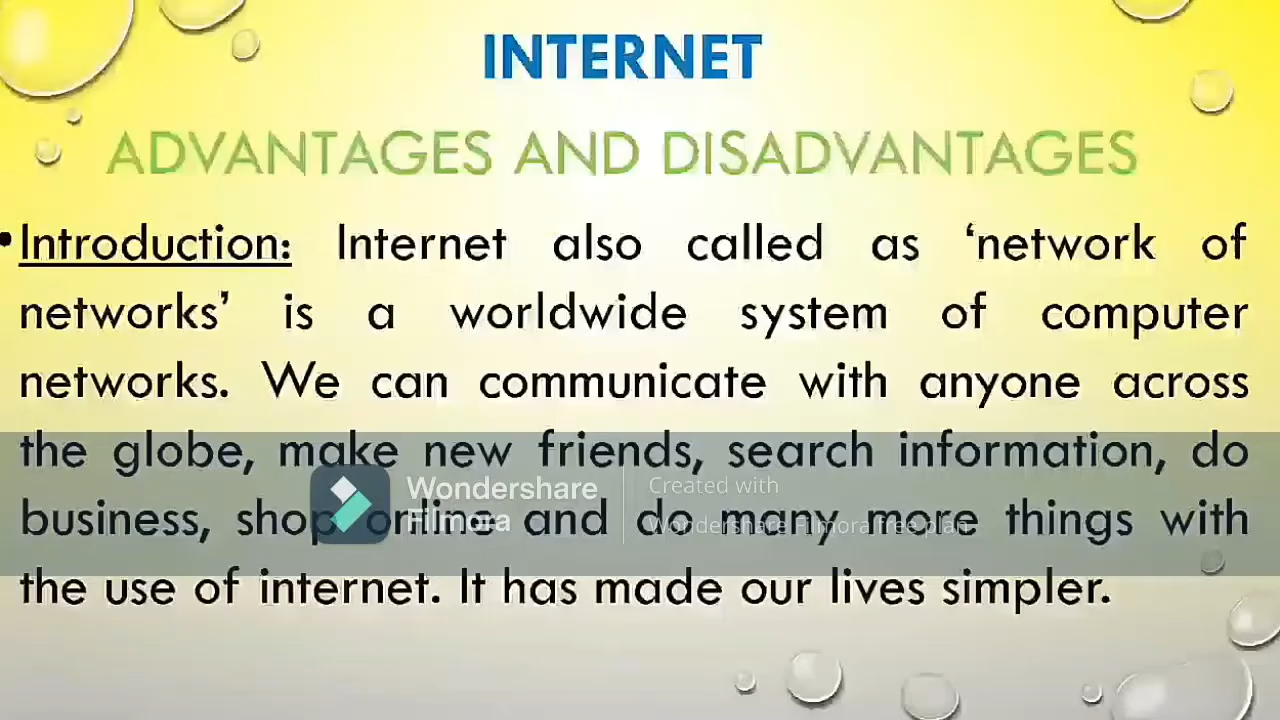 INTERNET
ADVANTAGES AND DISADVANTAGES
•Introduction: Internet also called as ‘network of
networks’ is a worldwide system of computer
networks. We can communicate with anyone across
the globe, make new friends, search information, do
Wondershare
Filmora
Created with
Wondershare Filmora free plan
business, shop online and do many more things with
the use of internet. It has made our lives simpler.